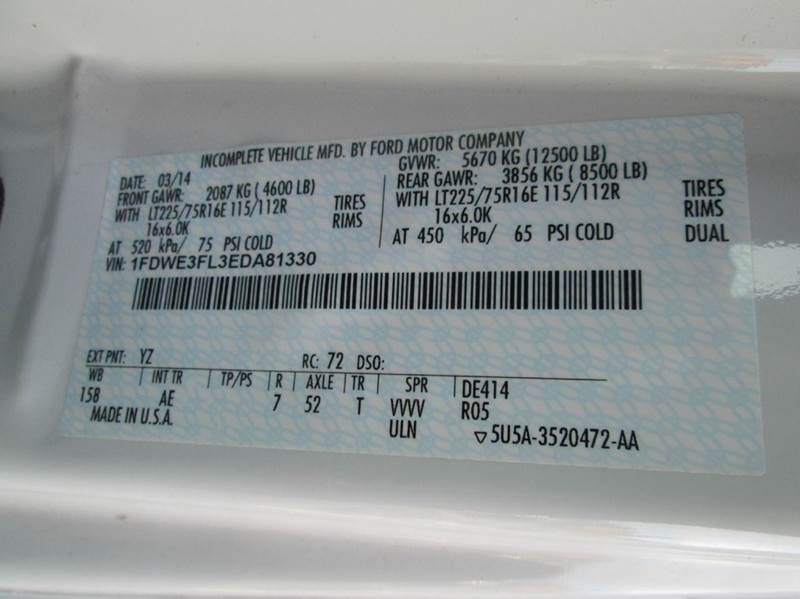 INCOMPLETE VEHICLE MFD. BY FORD MOTOR COMPANY
DATE: 03/14 GVWR: 5670 KG (12500 LB)
FRONT GAWR: 2087 KG ( 4600 LB) REAR GAWR: 3856 KG ( 8500 LB)
WITH LT225/75R16E 115/112R TIRES WITH LT225/75R16E 115/112R TIRES
16x6.0K RIMS 16x6.0K RIMS
AT 520 kPa/ 75 PSI COLD AT 450 kPa/ 65 PSI COLD DUAL
VIN: 1FDWE3FL3EDA81330
EXT PNT: YZ RC: 72 DSO:
WB INT TR TP/PS R AXLE TR SPR DE414
158 AE 7 52 T VVVV R05
MADE IN U.S.A. ULN ▽5U5A-3520472-AA